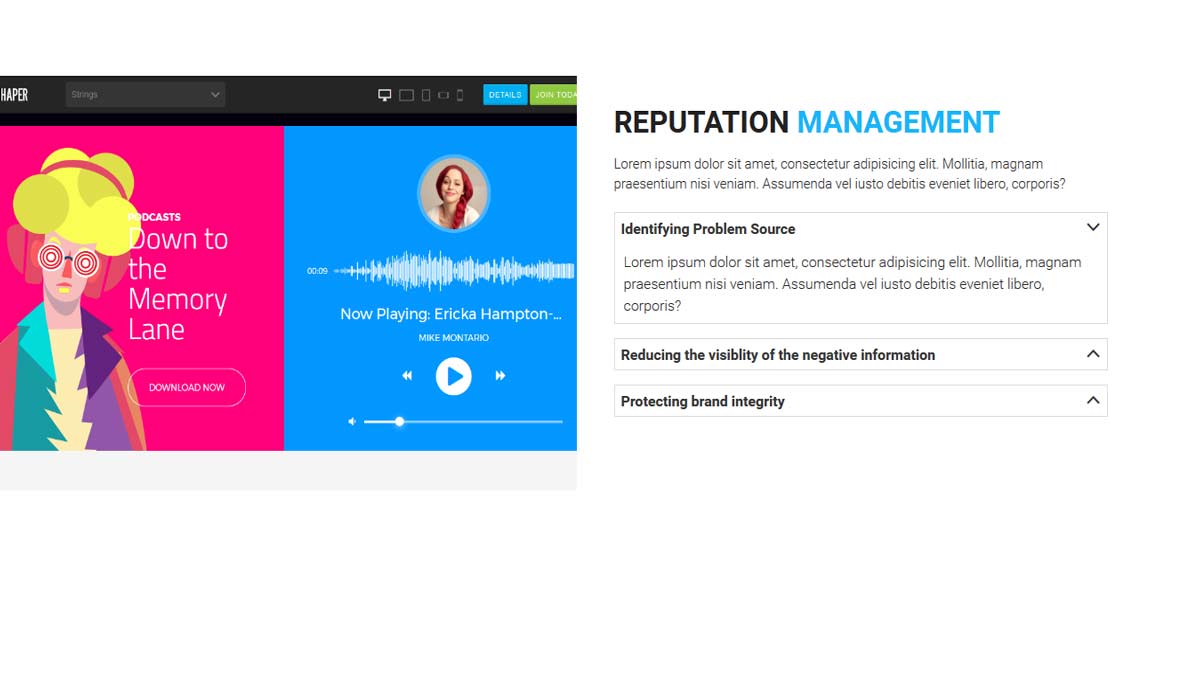 HAPER
Strings
DETAILS
JOIN TODA
PODCASTS
Down to
the
Memory
Lane
DOWNLOAD NOW
00:09
Now Playing: Ericka Hampton-...
MIKE MONTARIO
REPUTATION MANAGEMENT
Lorem ipsum dolor sit amet, consectetur adipisicing elit. Mollitia, magnam
praesentium nisi veniam. Assumenda vel iusto debitis eveniet libero, corporis?
Identifying Problem Source
Lorem ipsum dolor sit amet, consectetur adipisicing elit. Mollitia, magnam
praesentium nisi veniam. Assumenda vel iusto debitis eveniet libero,
corporis?
Reducing the visiblity of the negative information
Protecting brand integrity